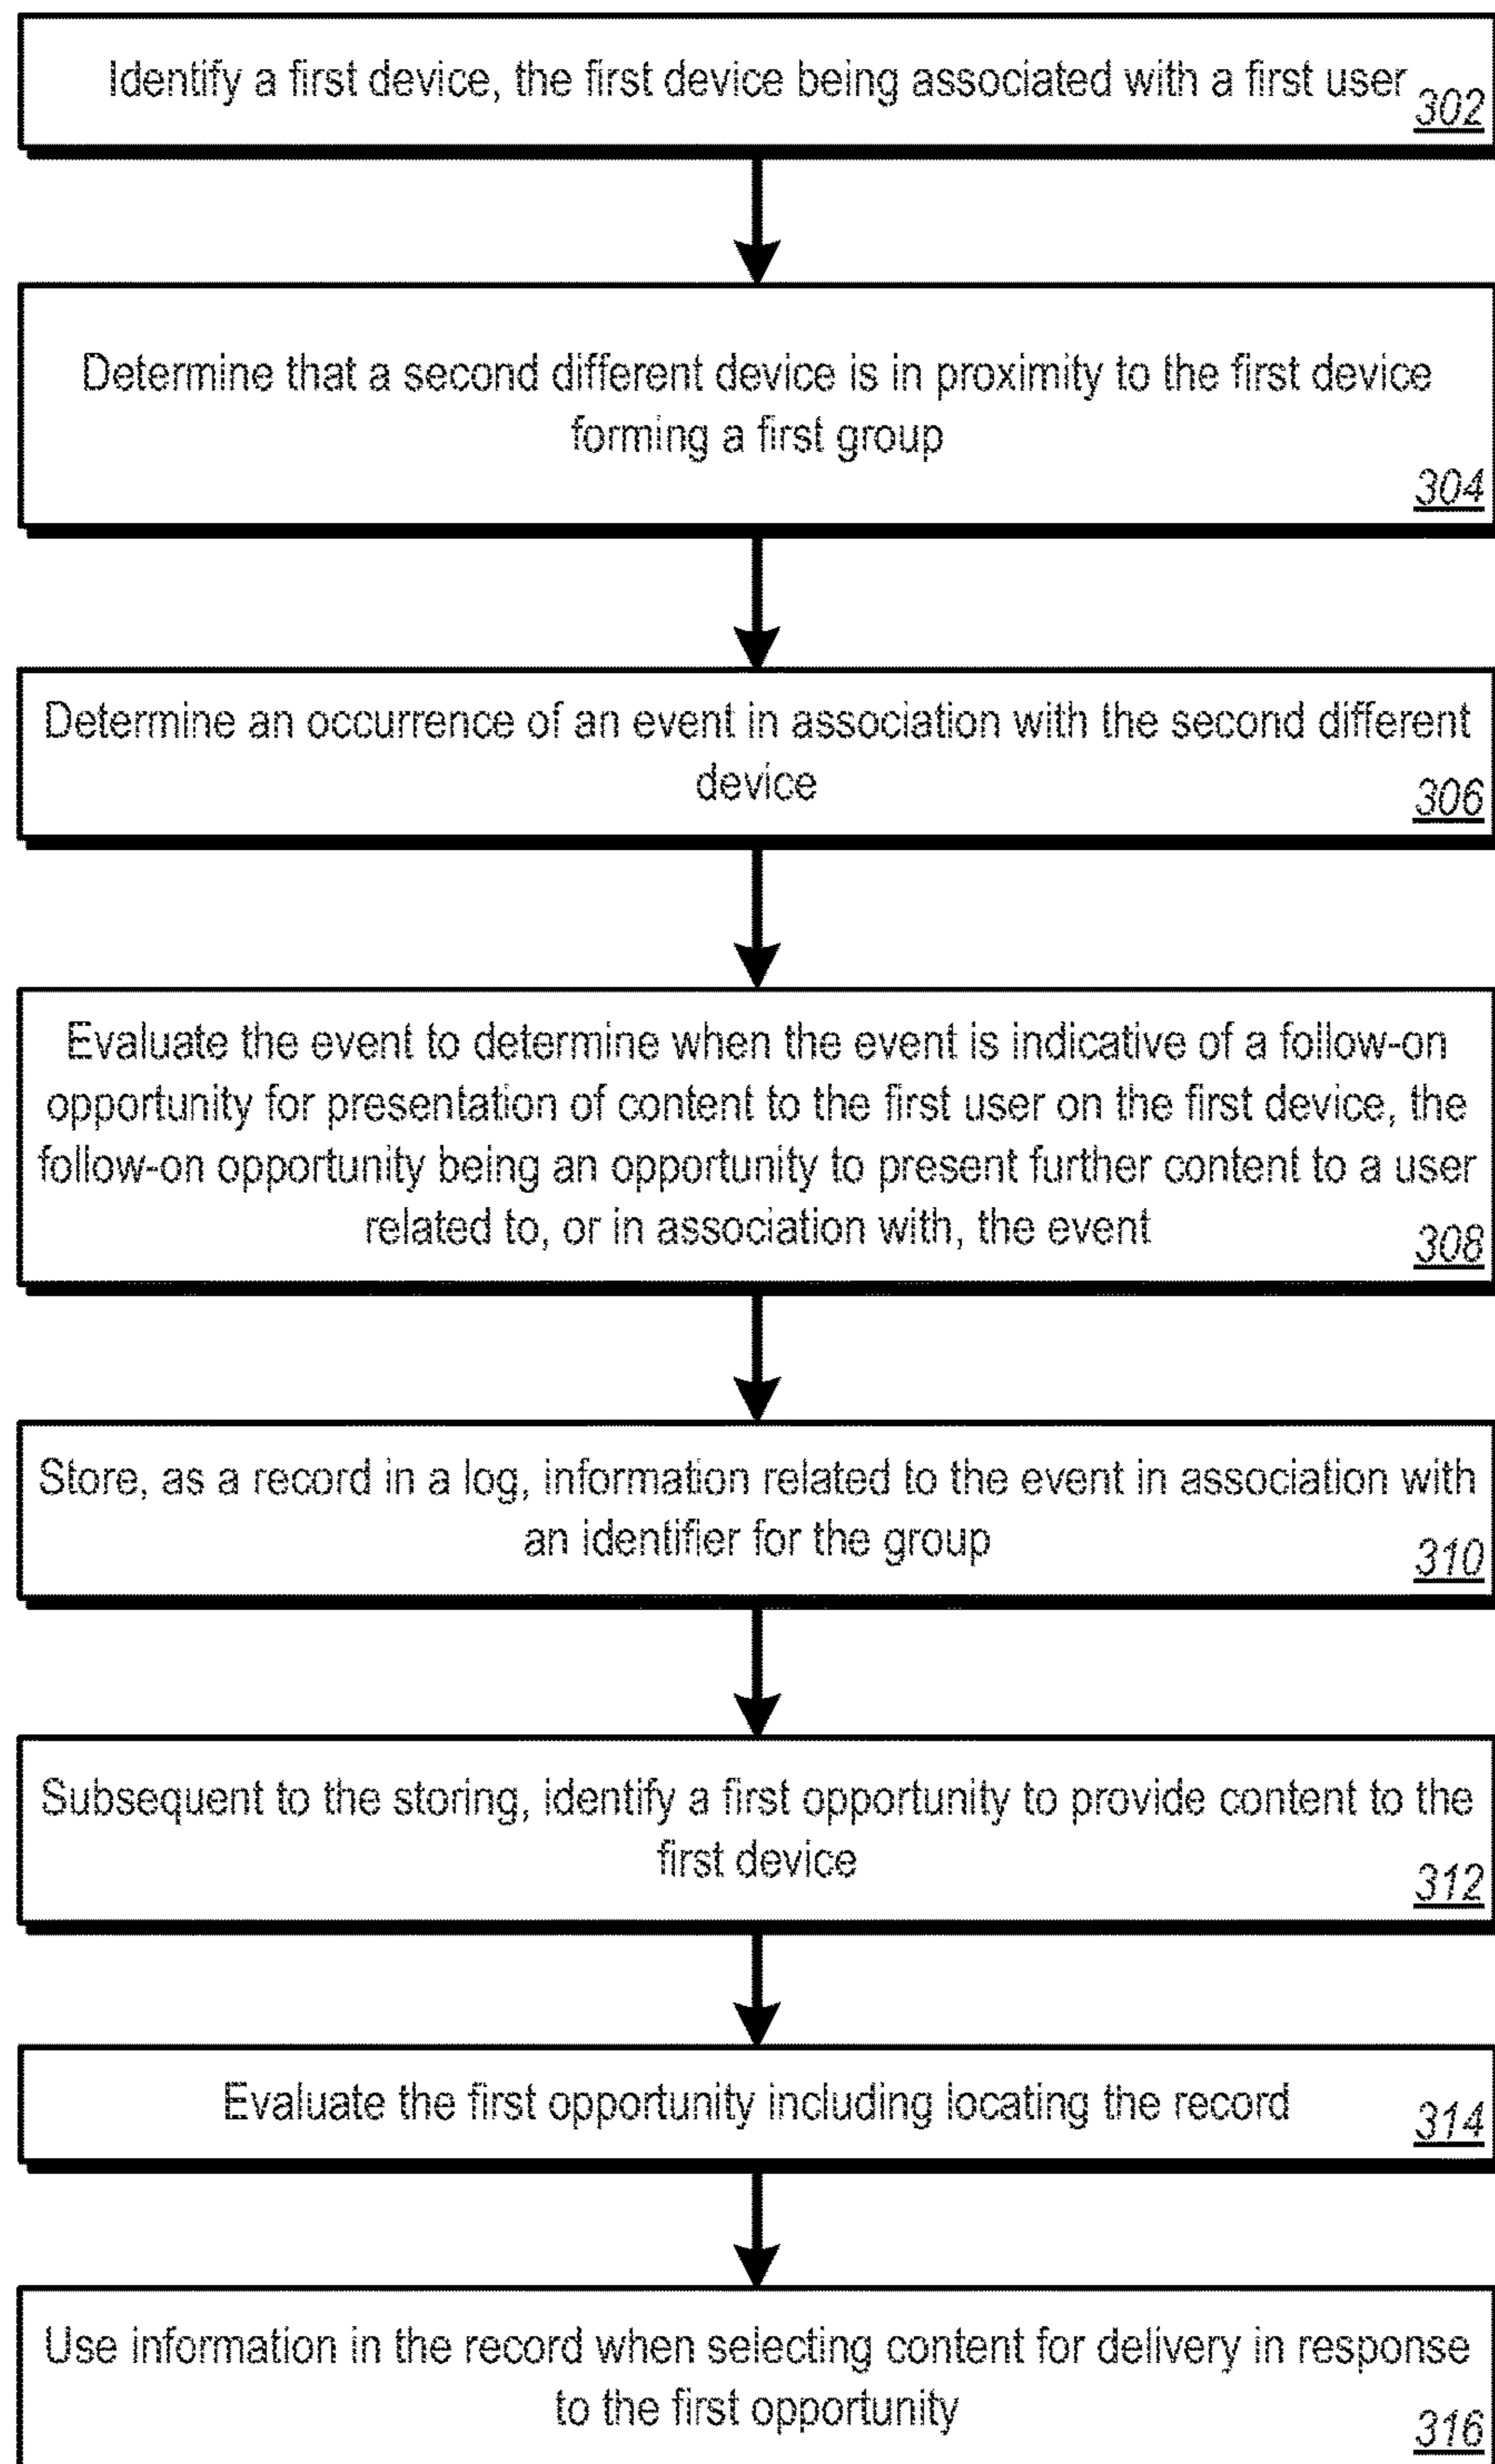 Identify a first device, the first device being associated with a first user
302
Determine that a second different device is in proximity to the first device
forming a first group
304
Determine an occurrence of an event in association with the second different
device
306
Evaluate the event to determine when the event is indicative of a follow-on
opportunity for presentation of content to the first user on the first device, the
follow-on opportunity being an opportunity to present further content to a user
related to, or in association with, the event
308
Store, as a record in a log, information related to the event in association with
an identifier for the group
310
Subsequent to the storing, identify a first opportunity to provide content to the
first device
312
Evaluate the first opportunity including locating the record
314
Use information in the record when selecting content for delivery in response
to the first opportunity
316